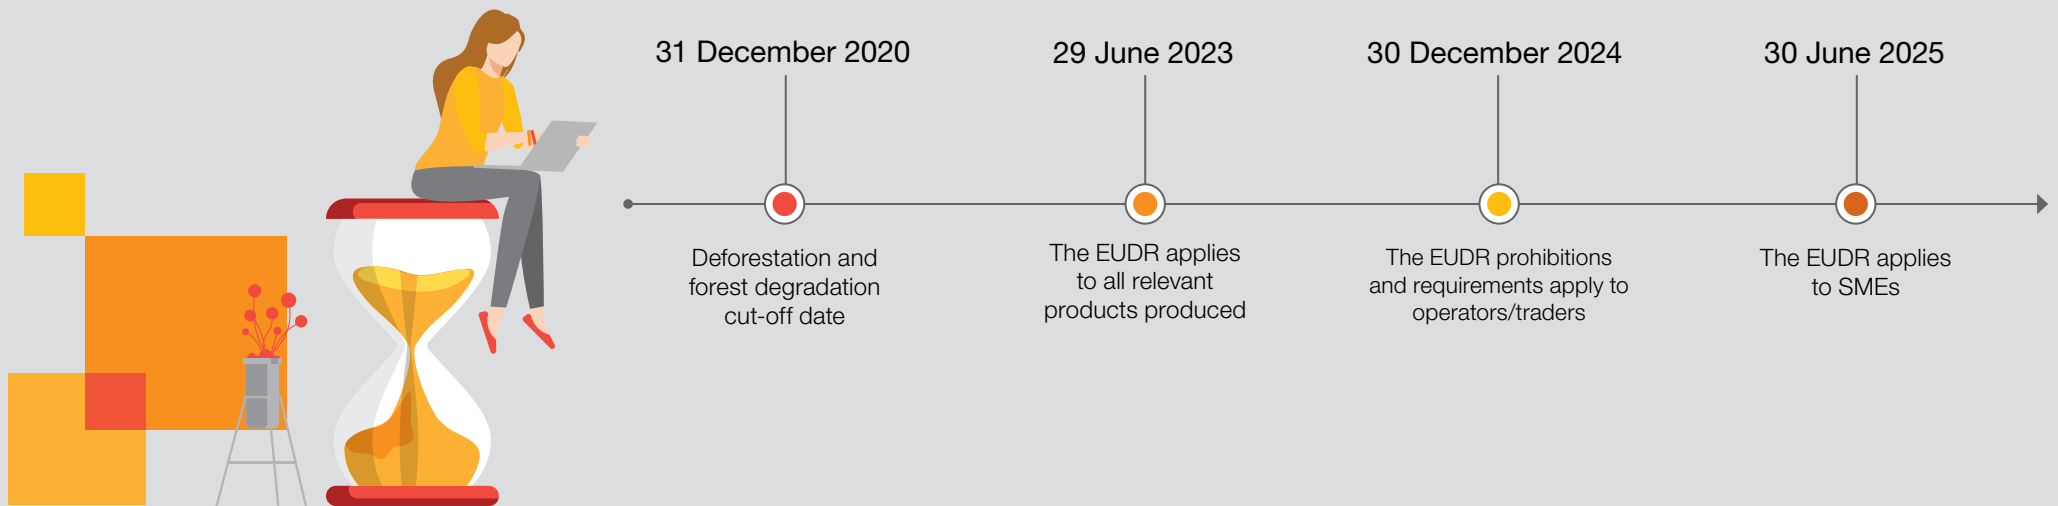 31 December 2020
Deforestation and
forest degradation
cut-off date
29 June 2023
The EUDR applies
to all relevant
products produced
30 December 2024
The EUDR prohibitions
and requirements apply to
operators/traders
30 June 2025
The EUDR applies
to SMEs